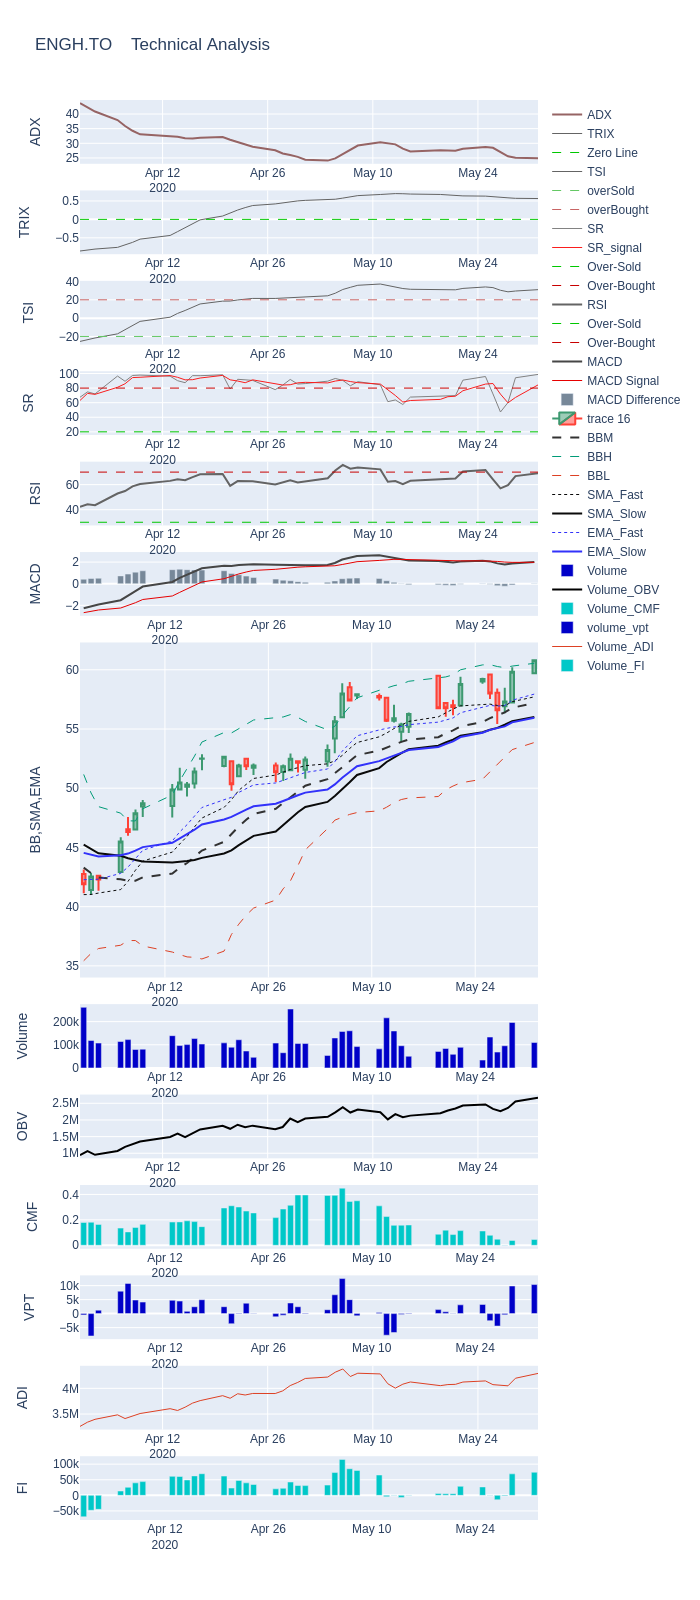 ENGH.TO    Technical Analysis
ADX
40
35
30
25
Apr 12
2020
Apr 26
May 10
May 24
TRIX
0.5
0
−0.5
Apr 12
2020
Apr 26
May 10
May 24
TSI
40
20
0
−20
Apr 12
2020
Apr 26
May 10
May 24
SR
100
80
60
40
20
Apr 12
2020
Apr 26
May 10
May 24
RSI
60
40
Apr 12
2020
Apr 26
May 10
May 24
MACD
2
0
−2
Apr 12
2020
Apr 26
May 10
May 24
BB,SMA,EMA
60
55
50
45
40
35
Apr 12
2020
Apr 26
May 10
May 24
Volume
200k
100k
0
Apr 12
2020
Apr 26
May 10
May 24
OBV
2.5M
2M
1.5M
1M
Apr 12
2020
Apr 26
May 10
May 24
CMF
0.4
0.2
0
Apr 12
2020
Apr 26
May 10
May 24
VPT
10k
5k
0
−5k
Apr 12
2020
Apr 26
May 10
May 24
ADI
4M
3.5M
Apr 12
2020
Apr 26
May 10
May 24
FI
100k
50k
0
−50k
Apr 12
2020
Apr 26
May 10
May 24
ADX
TRIX
Zero Line
TSI
overSold
overBought
SR
SR_signal
Over-Sold
Over-Bought
RSI
Over-Sold
Over-Bought
MACD
MACD Signal
MACD Difference
trace 16
BBM
BBH
BBL
SMA_Fast
SMA_Slow
EMA_Fast
EMA_Slow
Volume
Volume_OBV
Volume_CMF
volume_vpt
Volume_ADI
Volume_FI